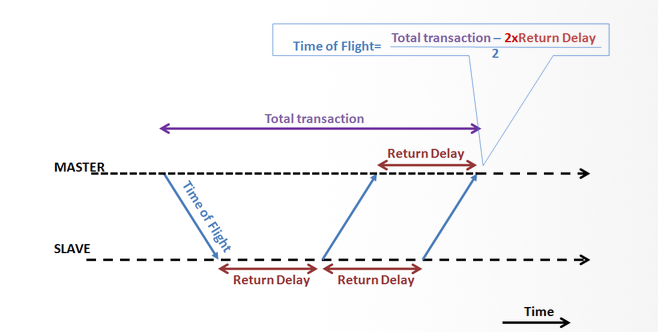 Time of Flight= Total transaction – 2xReturn Delay
2
Total transaction
Return Delay
MASTER
Time of Flight
SLAVE
Return Delay
Return Delay
Time